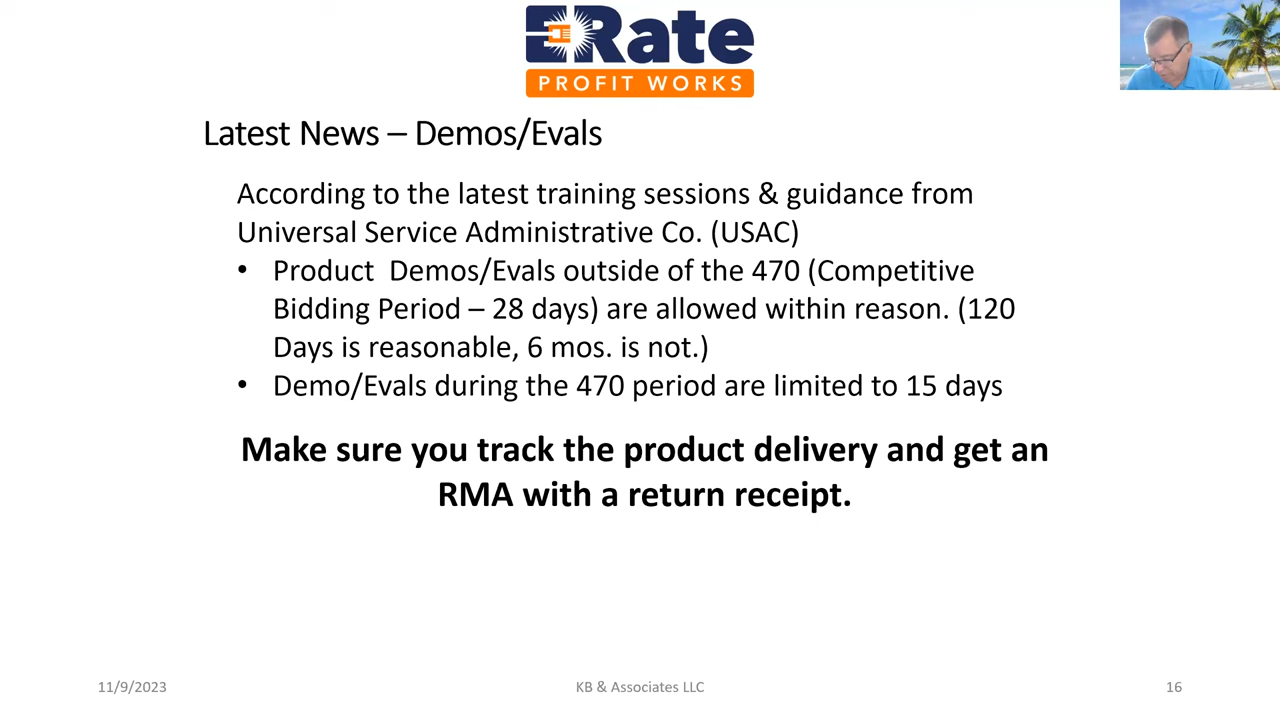 ERate
PROFIT WORKS
Latest News – Demos/Evals
According to the latest training sessions & guidance from
Universal Service Administrative Co. (USAC)
• Product  Demos/Evals outside of the 470 (Competitive
Bidding Period – 28 days) are allowed within reason. (120
Days is reasonable, 6 mos. is not.)
• Demo/Evals during the 470 period are limited to 15 days
Make sure you track the product delivery and get an
RMA with a return receipt.
11/9/2023
KB & Associates LLC
16